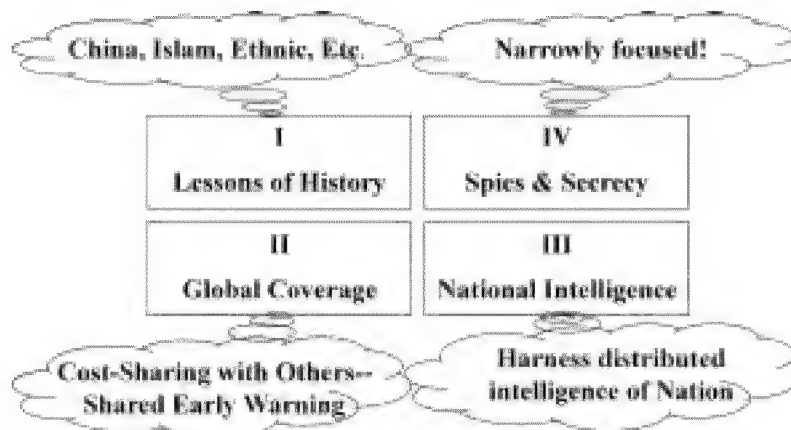 China, Islam, Ethnic, Etc.
Narrowly focused!
I
Lessons of History
IV
Spies & Secrecy
II
Global Coverage
III
National Intelligence
Cost-Sharing with Others--
Shared Early Warning
Harness distributed
intelligence of Nation